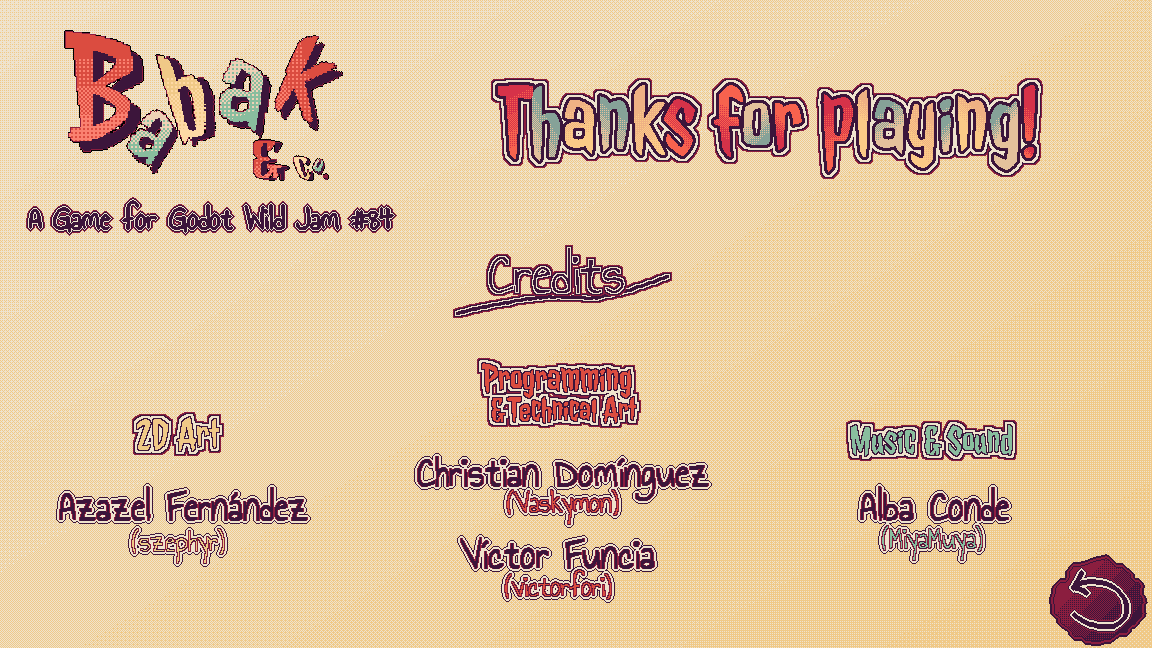 Bahak
& Co.
Thanks for playing!
A Game for Godot Wild Jam #84
Credits
2D Art
Azazel Fernández
(szephyr)
Programming
& Technical Art
Christian Domínguez
(Vaskymon)
Víctor Funcia
(victorfori)
Music & Sound
Alba Conde
(MiyaMuya)